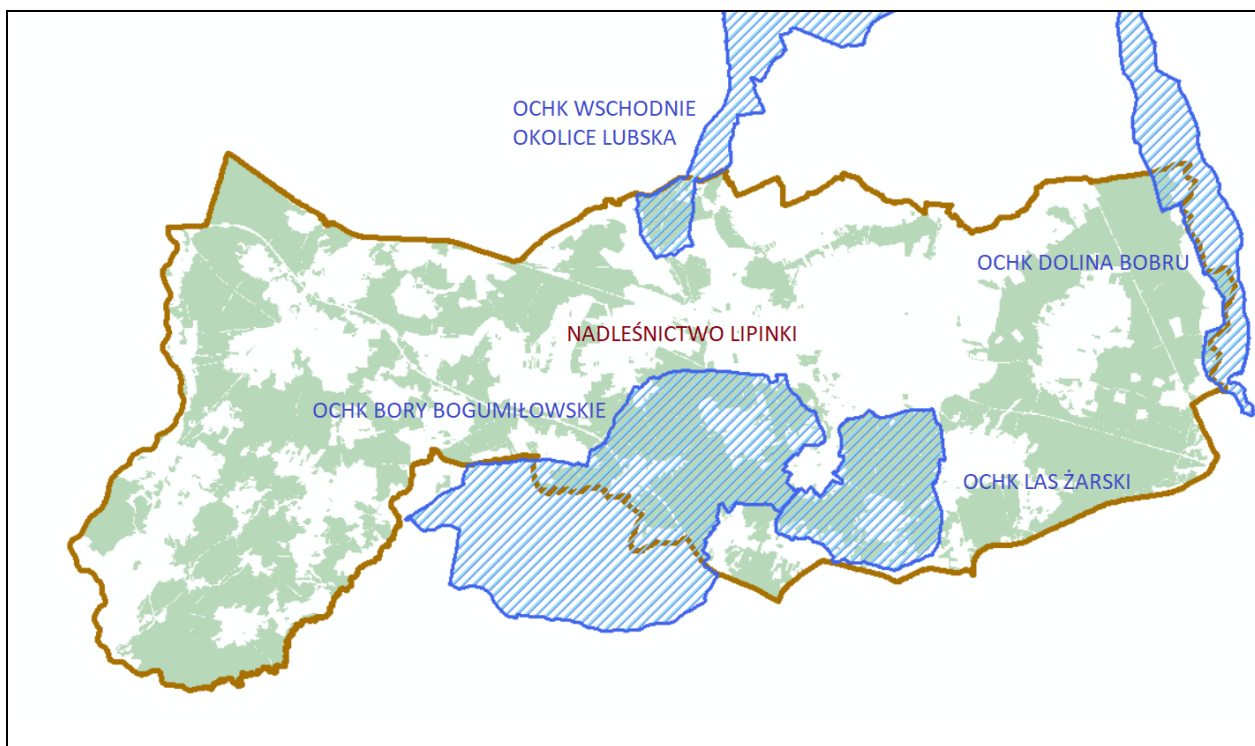 OCHK WSCHODNIE
OKOLICE LUBSKA
OCHK DOLINA BOBRU
NADLEŚNICTWO LIPINKI
OCHK BORY BOGUMIŁOWSKIE
OCHK LAS ŻARSKI